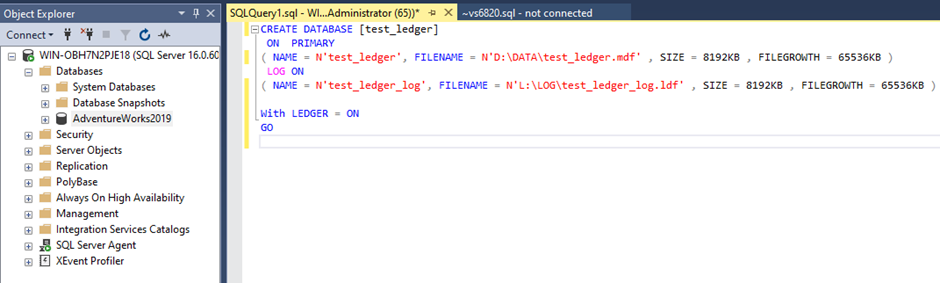 Object Explorer
Connect
WIN-OBH7N2PJE18 (SQL Server 16.0.60
Databases
System Databases
Database Snapshots
AdventureWorks2019
Security
Server Objects
Replication
PolyBase
Always On High Availability
Management
Integration Services Catalogs
SQL Server Agent
XEvent Profiler
SQLQuery1.sql - WI...Administrator (65))*
~vs6820.sql - not connected
CREATE DATABASE [test_ledger]
ON PRIMARY
( NAME = N'test_ledger', FILENAME = N'D:\DATA\test_ledger.mdf' , SIZE = 8192KB , FILEGROWTH = 65536KB )
LOG ON
( NAME = N'test_ledger_log', FILENAME = N'L:\LOG\test_ledger_log.ldf' , SIZE = 8192KB , FILEGROWTH = 65536KB )
With LEDGER = ON
GO